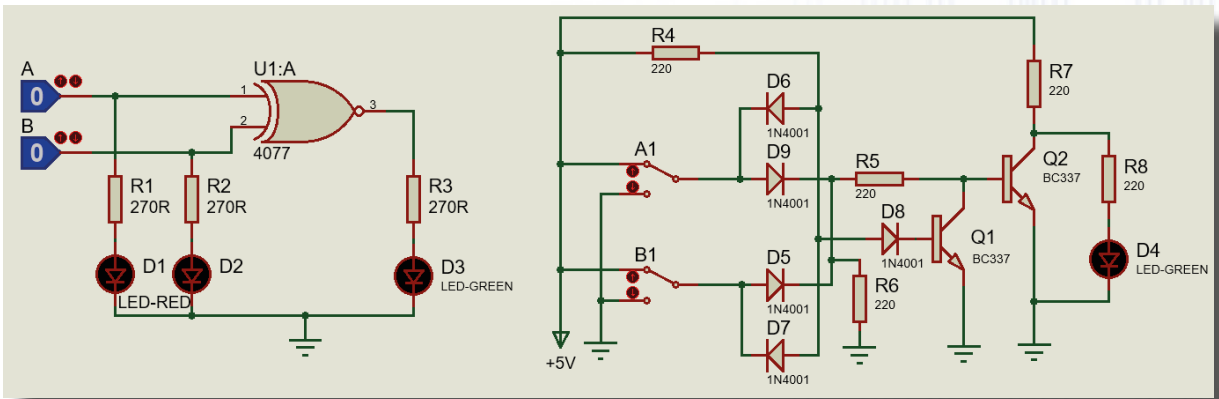 A
0
B
0
U1:A
1
2
3
4077
R1
270R
R2
270R
R3
270R
D1
LED-RED
D2
D3
LED-GREEN
R4
220
D6
1N4001
A1
D9
1N4001
R5
220
D8
1N4001
B1
D5
1N4001
R6
220
D7
1N4001
+5V
Q1
BC337
Q2
BC337
R7
220
R8
220
D4
LED-GREEN